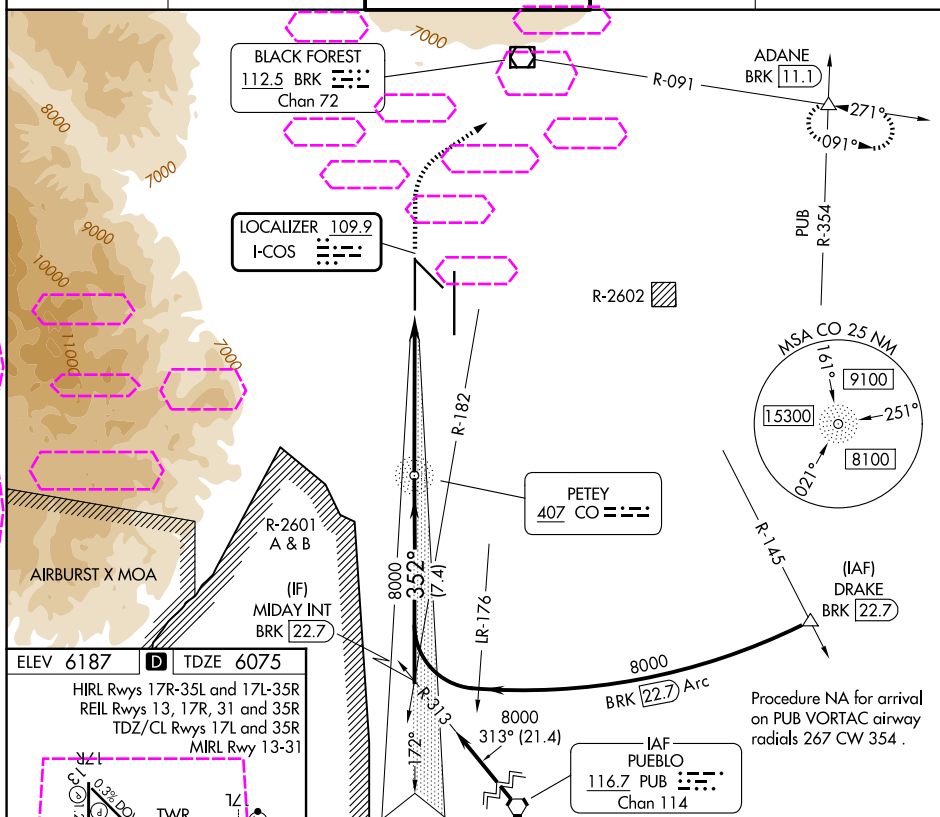 7000
BLACK FOREST
112.5 BRK
Chan 72
R-091
ADANE
BRK 11.1
271°
091°
8000
7000
9000
10000
11000
7000
LOCALIZER 109.9
I-COS
PUB
R-354
R-2602
MSA CO 25 NM
161°
9100
15300
251°
8100
021°
R-182
PETEY
407 CO
R-2601
A & B
AIRBURST X MOA
8000
352°
(7.4)
LR-176
R-145
(IAF)
DRAKE
BRK 22.7
(IF)
MIDAY INT
BRK 22.7
8000
BRK 22.7 Arc
R-313
172°
8000
313° (21.4)
IAF
PUEBLO
116.7 PUB
Chan 114
Procedure NA for arrival
on PUB VORTAC airway
radials 267 CW 354 .
ELEV 6187 D TDZE 6075
HIRL Rwys 17R-35L and 17L-35R
REIL Rwys 13, 17R, 31 and 35R
TDZ/CL Rwys 17L and 35R
MIRL Rwy 13-31
17R
13
0.3%
TWR
7L